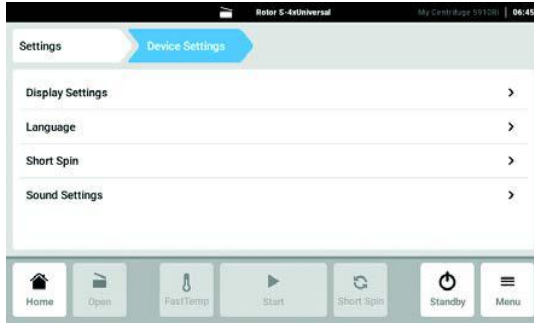 Rotor S-4xUniversal My Centrifuge 5910Ri 06:45
Settings Device Settings
Display Settings
Language
Short Spin
Sound Settings
Home Open FastTemp Start Short Spin Standby Menu